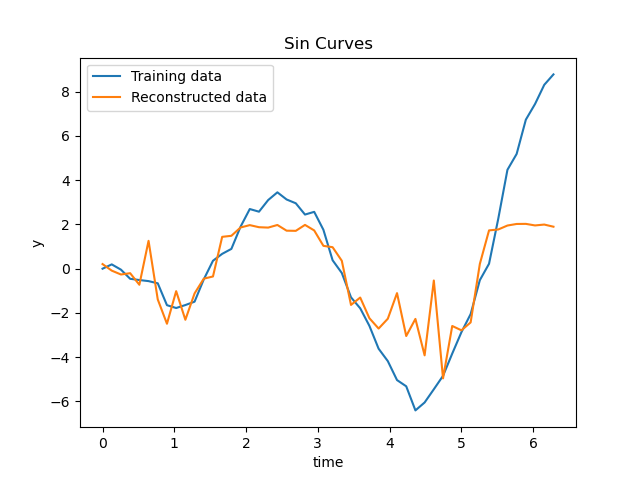 Sin Curves
Training data
Reconstructed data
8
6
4
2
0
−2
−4
−6
y
0 1 2 3 4 5 6
time